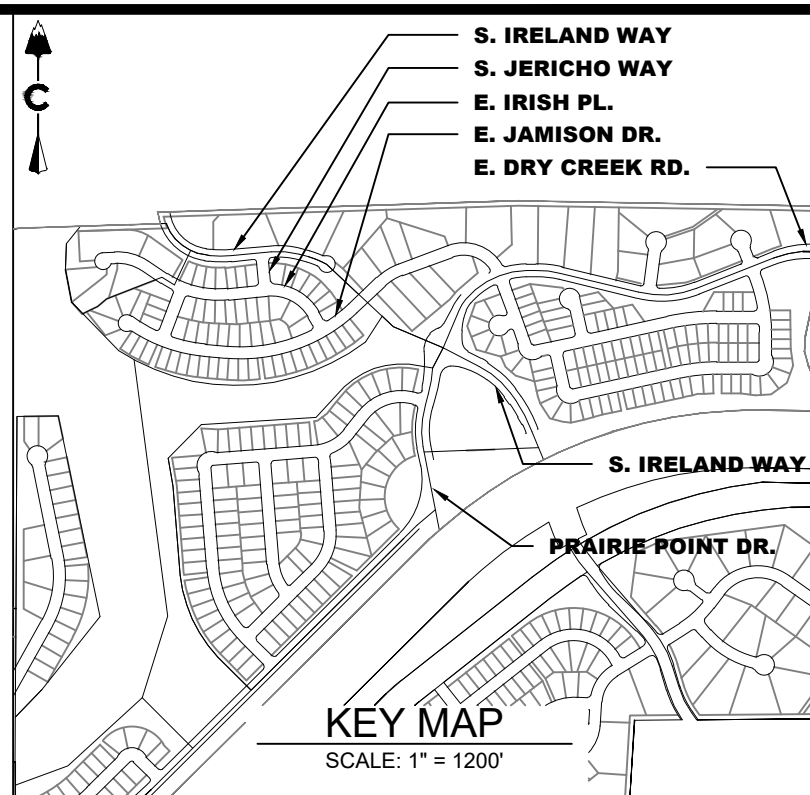 S. IRELAND WAY
S. JERICHO WAY
E. IRISH PL.
E. JAMISON DR.
E. DRY CREEK RD.
C
S. IRELAND WAY
PRAIRIE POINT DR.
KEY MAP
SCALE: 1" = 1200'